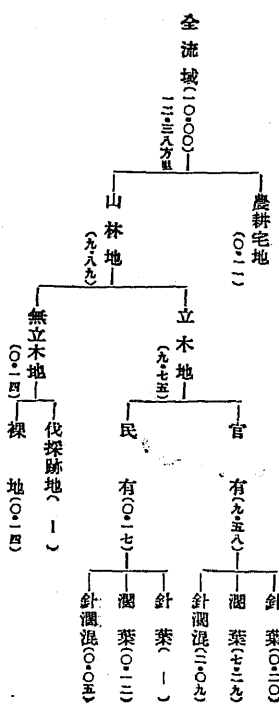 全流域(一〇・〇〇)
一二・三八方里
農耕宅地
(〇・一一)
山林地
(九・八九)
立木地
(九・七五)
無立木地
(〇・一四)
官有(九・五八)
民有(〇・一七)
伐採跡地(ー)
裸地(〇・一四)
針葉(〇・二〇)
濶葉(七・二九)
針濶混(二・〇九)
針葉(ー)
濶葉(〇・一二)
針濶混(〇・〇五)